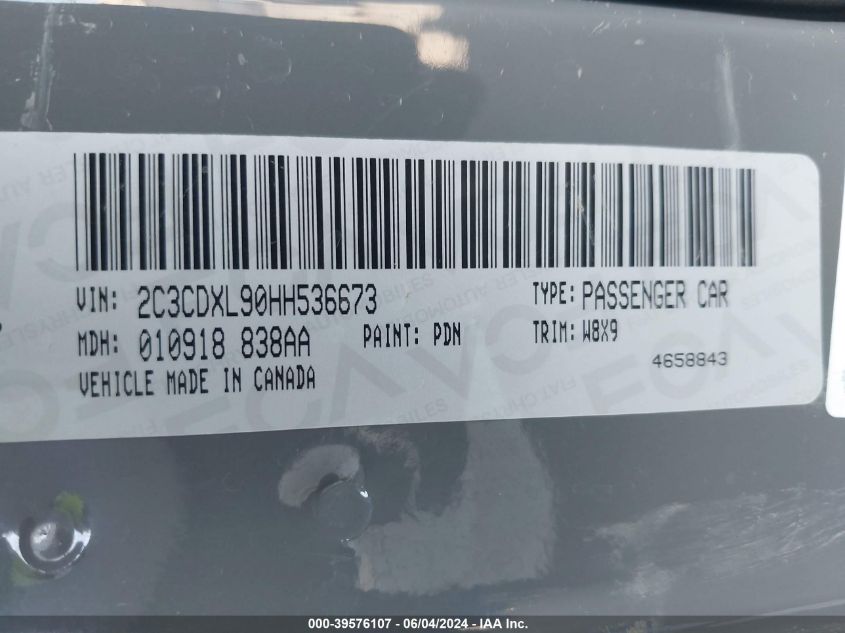 VIN: 2C3CDXL90HH536673 TYPE: PASSENGER CAR
MDH: 010918 838AA PAINT: PDN TRIM: W8X9
4658843
VEHICLE MADE IN CANADA
000-39576107 - 06/04/2024 - IAA Inc.